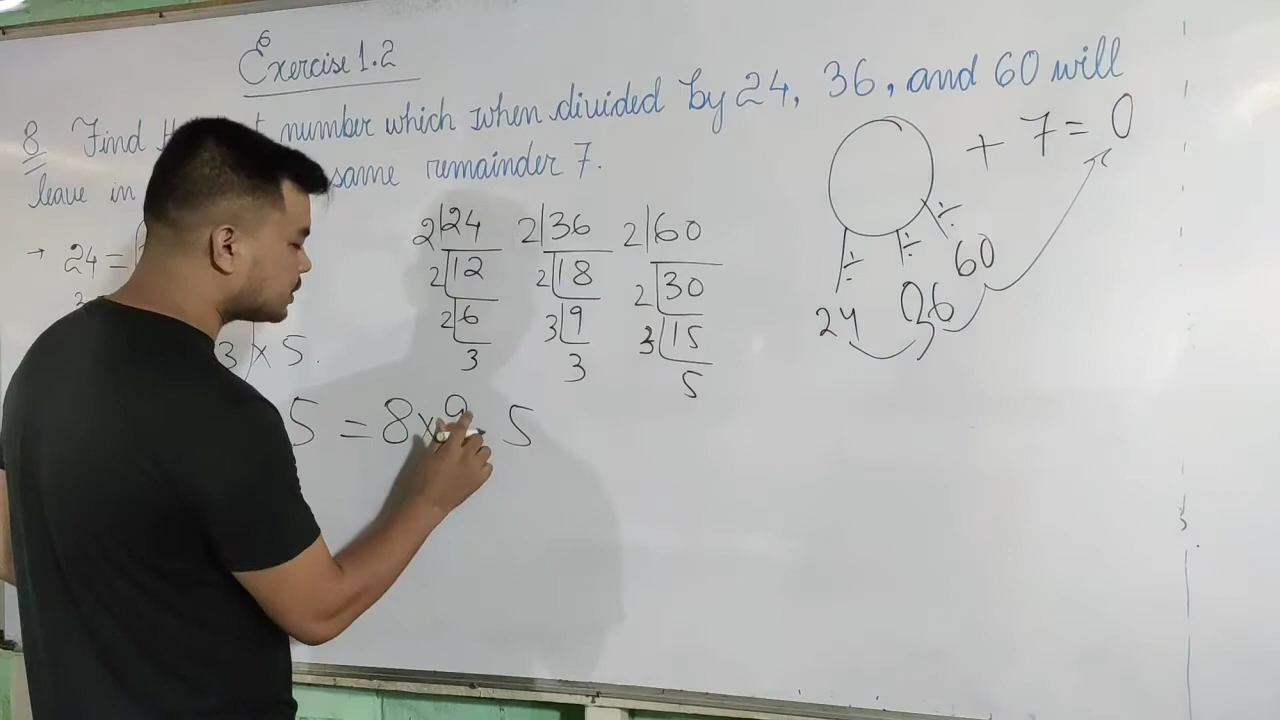 Exercise 1.2
8 Find number which when divided by 24, 36, and 60 will
leave in same remainder 7.
+ 7 = 0
→ 24 =
2|24 2|36 2|60
2|12 2|18 2|30
2|6 3|9 3|15
3 3 5
÷ ÷ ÷
24 36 60
3 × 5.
5 = 8 × 9 5